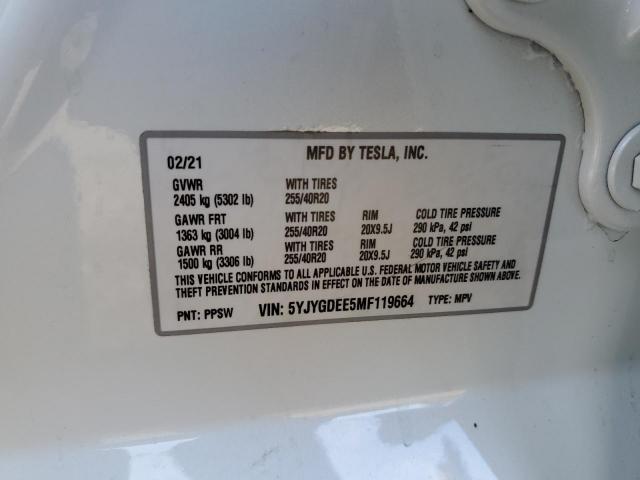 02/21 MFD BY TESLA, INC.
GVWR WITH TIRES
2405 kg (5302 lb) 255/40R20
GAWR FRT WITH TIRES RIM COLD TIRE PRESSURE
1363 kg (3004 lb) 255/40R20 20X9.5J 290 kPa, 42 psi
GAWR RR WITH TIRES RIM COLD TIRE PRESSURE
1500 kg (3306 lb) 255/40R20 20X9.5J 290 kPa, 42 psi
THIS VEHICLE CONFORMS TO ALL APPLICABLE U.S. FEDERAL MOTOR VEHICLE SAFETY AND
THEFT PREVENTION STANDARDS IN EFFECT ON THE DATE OF MANUFACTURE SHOWN ABOVE.
PNT: PPSW VIN: 5YJYGDEE5MF119664 TYPE: MPV